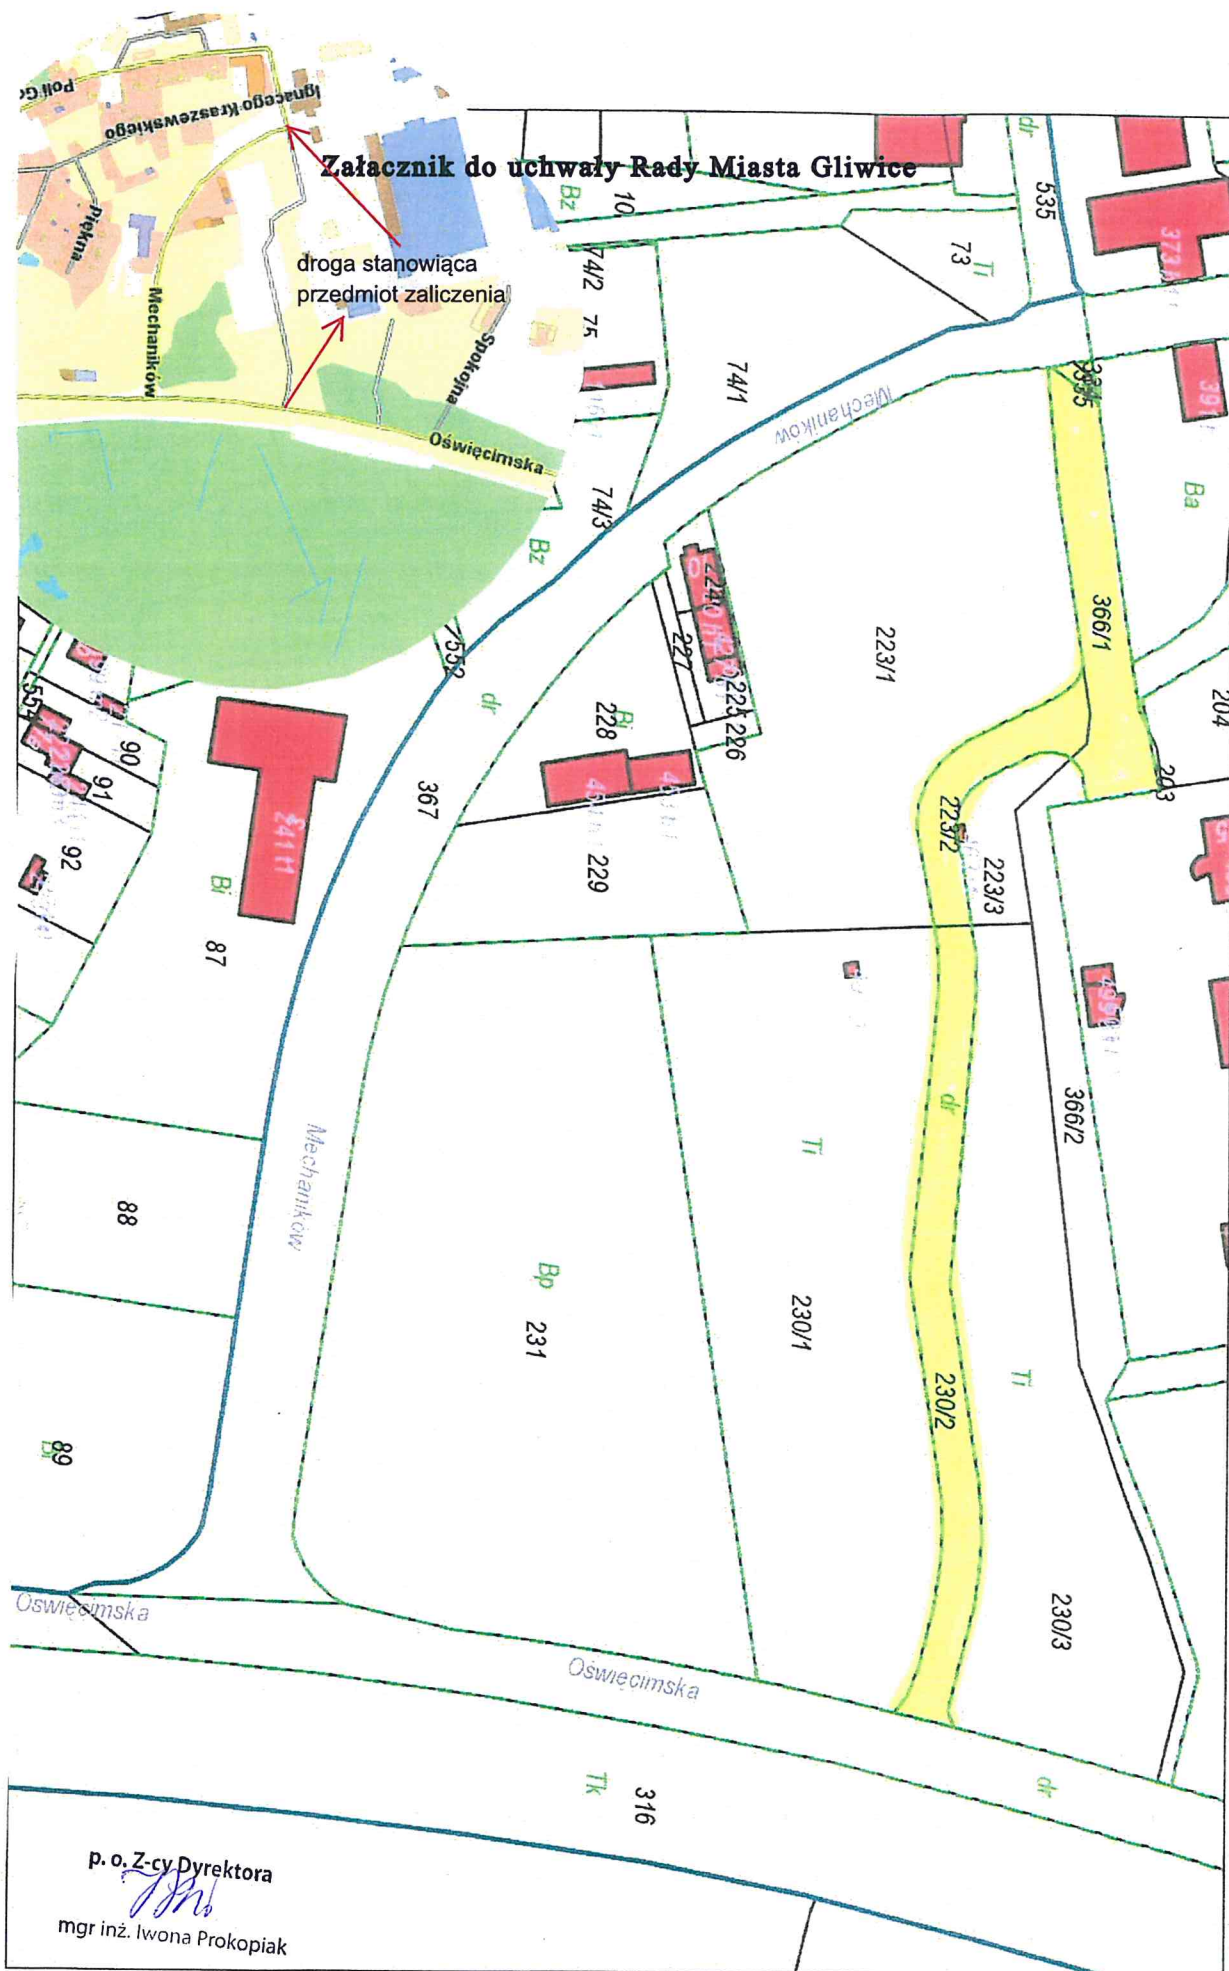 Załacznik do uchwały Rady Miasta Gliwice
droga stanowiąca
przedmiot zaliczenia
Ignacego Kraszewskiego
Piękna
Mechaników
Spokojna
Oświęcimska
Bz
10
dr
535
73
Ti
74/2
75
74/1
Mechaników
74/3
Bz
Ba
366/1
204
203
223/1
227
225
226
228
Bi
dr
552
367
229
223/2
223/3
90
91
92
Bi
87
366/2
dr
Ti
230/1
Mechaników
88
Bp
231
Ti
230/2
89
230/3
Oświęcimska
Oświęcimska
dr
Tk
316
p. o. Z-cy Dyrektora
mgr inż. Iwona Prokopiak